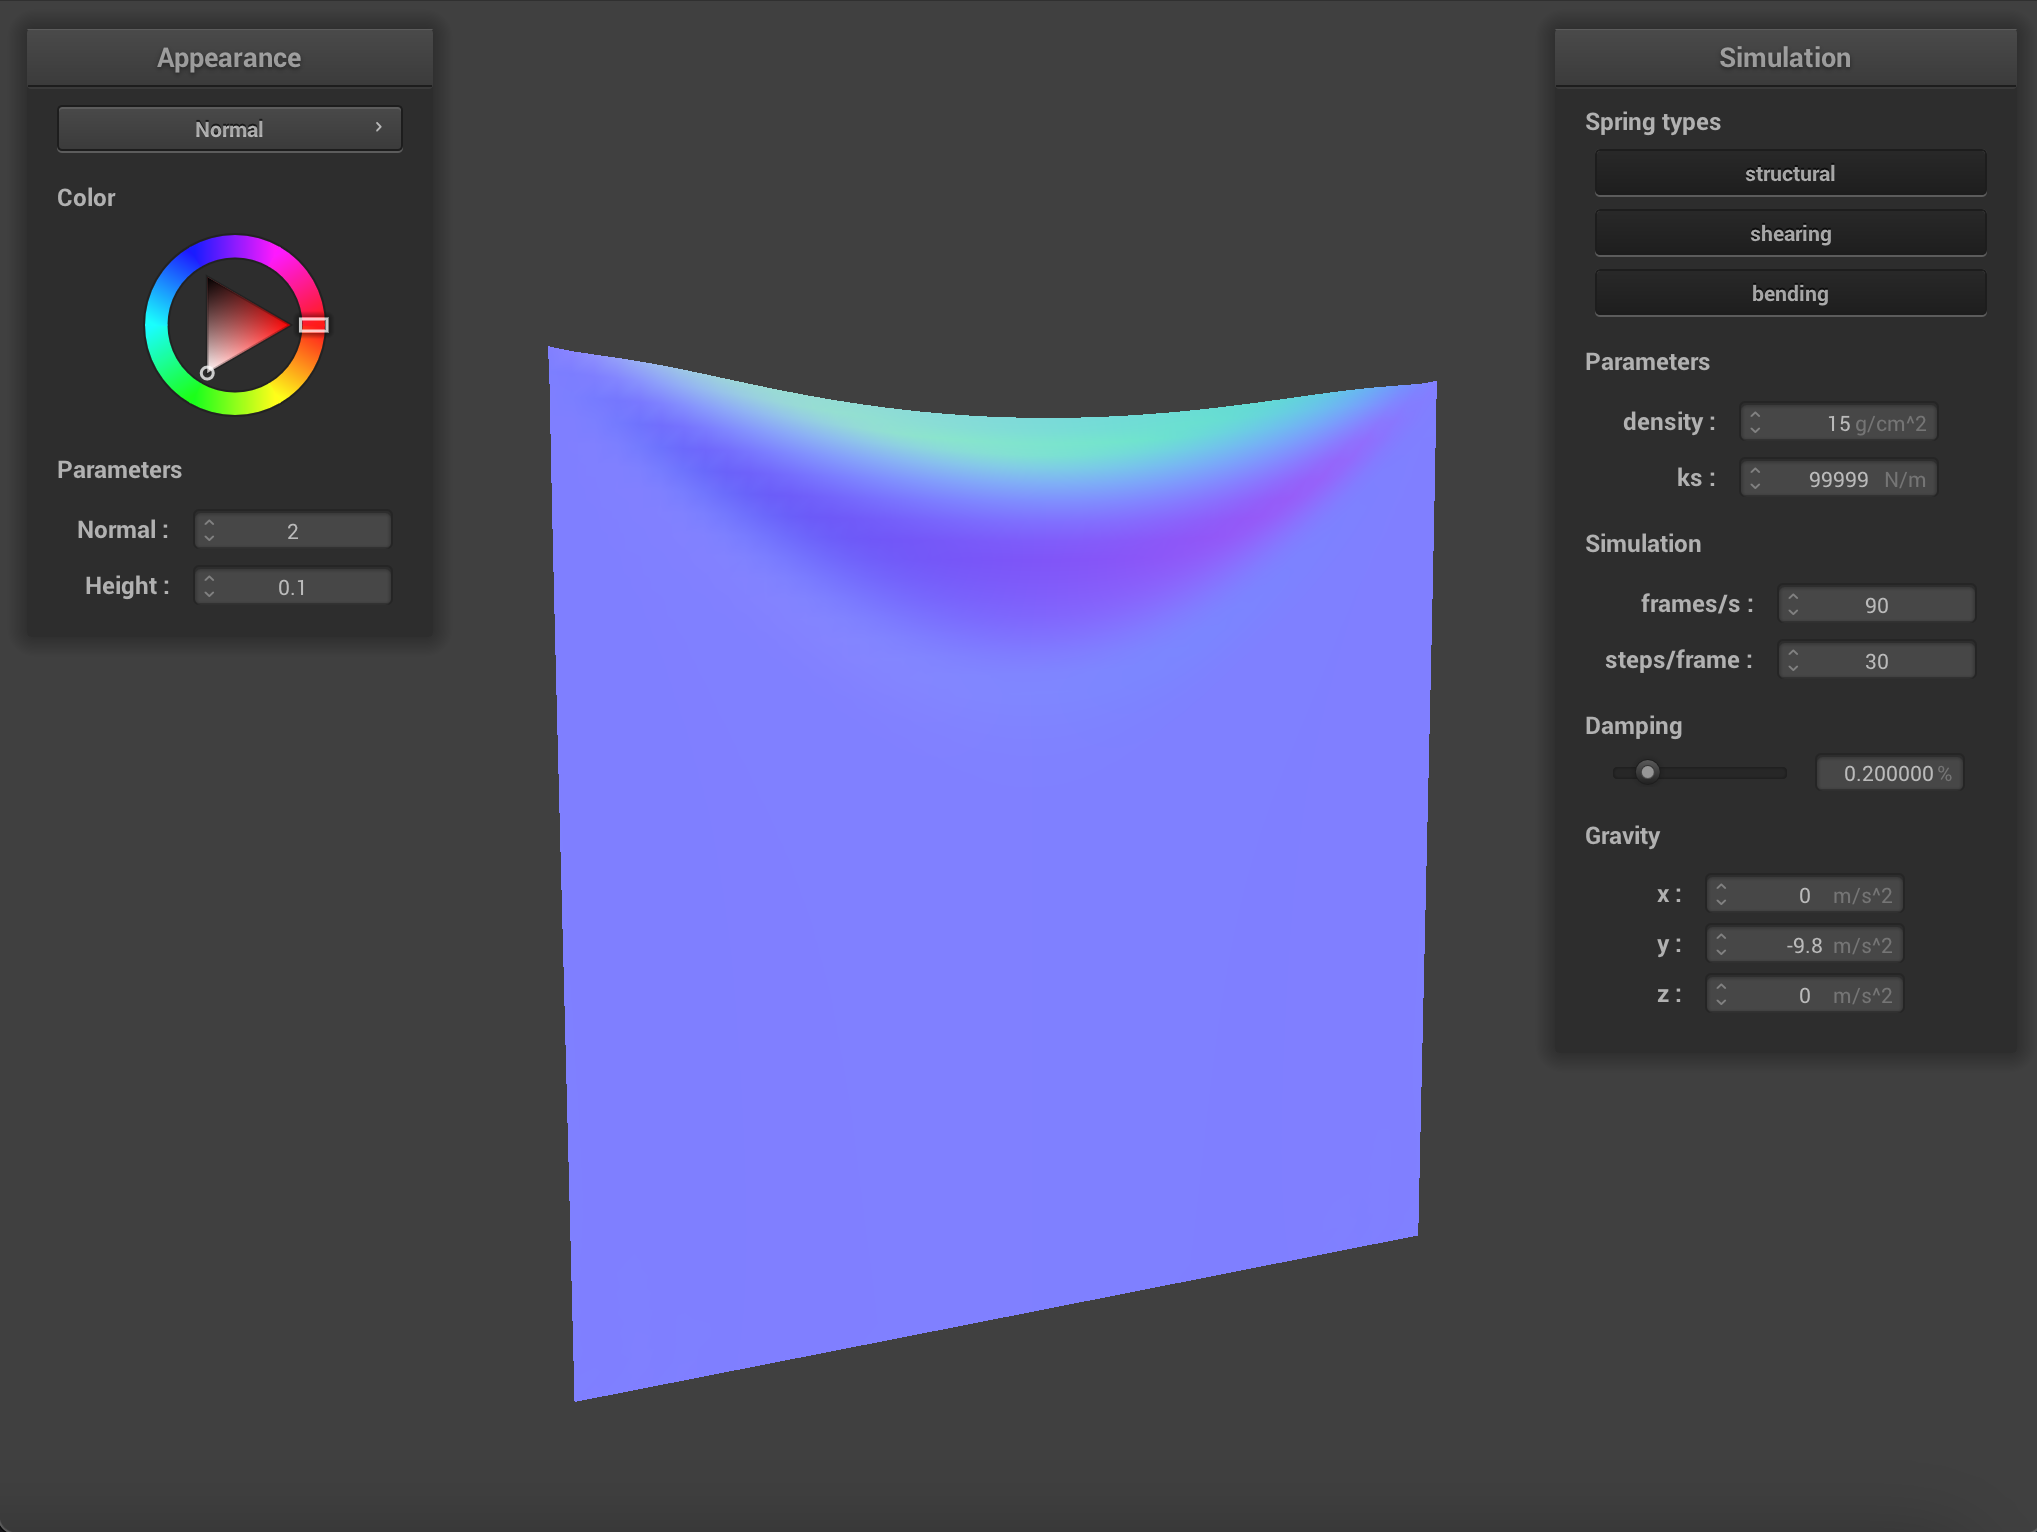 Appearance
Normal
Color
Parameters
Normal : 2
Height : 0.1
Simulation
Spring types
structural
shearing
bending
Parameters
density : 15 g/cm^2
ks : 99999 N/m
Simulation
frames/s : 90
steps/frame : 30
Damping
0.200000 %
Gravity
x : 0 m/s^2
y : -9.8 m/s^2
z : 0 m/s^2